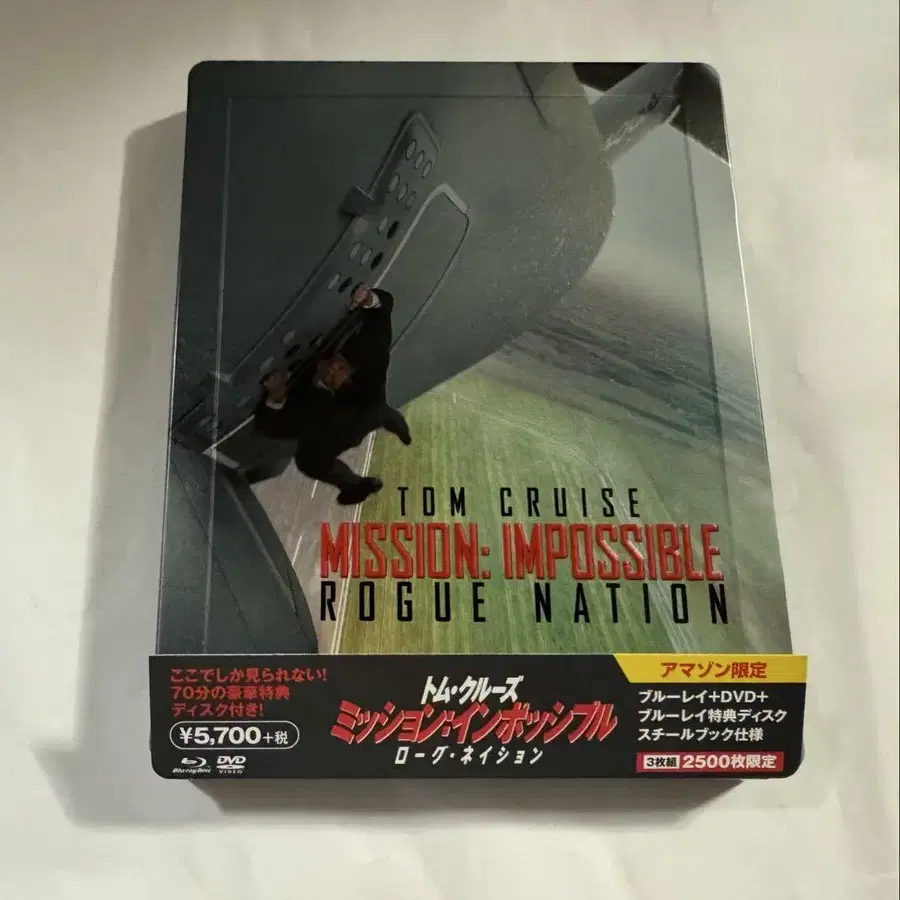 TOM CRUISE
MISSION: IMPOSSIBLE
ROGUE NATION
ここでしか見られない!
70分の豪華特典
ディスク付き!
¥5,700+税
Blu-ray Disc
DVD
VIDEO
トム・クルーズ
ミッション:インポッシブル
ローグ・ネイション
アマゾン限定
ブルーレイ+DVD+
ブルーレイ特典ディスク
スチールブック仕様
3枚組 2500枚限定